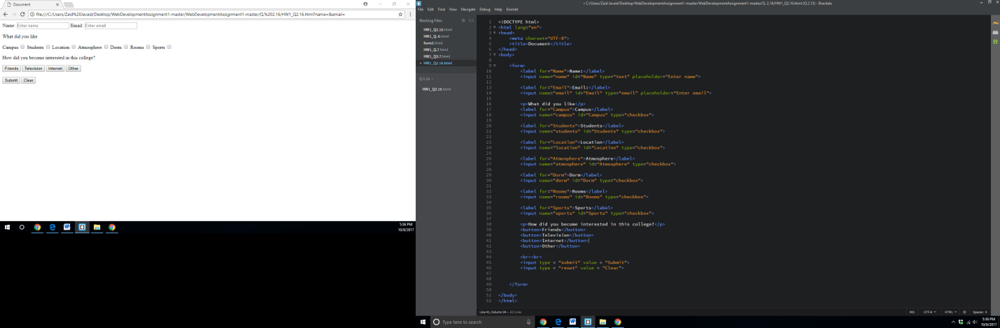 Document
file:///C:/Users/Zaid%20Javaid/Desktop/WebDevelopmentAssignment1-master/WebDevelopmentAssignment1-master/Q.%202.16/HW1_Q2.16.html?name=&email=
Name: Enter name Email: Enter email
What did you like
Campus Students Location Atmosphere Dorm Rooms Sports
How did you become interested in this college?
Friends Television Internet Other
Submit Clear
5:36 PM
10/8/2017
• C:/Users/Zaid Javaid/Desktop/WebDevelopmentAssignment1-master/WebDevelopmentAssignment1-master/Q. 2.16/HW1_Q2.16.html (Q 2.15) - Brackets
File Edit Find View Navigate Debug Help Emmet
Working Files
HW1_Q2.15.html
HW1_Q.6.html
form2.html
HW1_Q.7.html
HW1_Q3.7.html
HW1_Q2.16.html
Q 2.15
HW1_Q2.15.html
1 <!DOCTYPE html>
2 <html lang="en">
3 <head>
4 <meta charset="UTF-8">
5 <title>Document</title>
6 </head>
7 <body>
8
9 <form>
10 <label for="Name">Name:</label>
11 <input name="name" id="Name" type="text" placeholder="Enter name">
12
13 <label for="Email">Email:</label>
14 <input name="email" id="Email" type="email" placeholder="Enter email">
15
16 <p>What did you like</p>
17 <label for="Campus">Campus</label>
18 <input name="campus" id="Campus" type="checkbox">
19
20 <label for="Students">Students</label>
21 <input name="students" id="Students" type="checkbox">
22
23 <label for="Location">Location</label>
24 <input name="location" id="Location" type="checkbox">
25
26 <label for="Atmosphere">Atmosphere</label>
27 <input name="atmosphere" id="Atmosphere" type="checkbox">
28
29 <label for="Dorm">Dorm</label>
30 <input name="dorm" id="Dorm" type="checkbox">
31
32 <label for="Rooms">Rooms</label>
33 <input name="rooms" id="Rooms" type="checkbox">
34
35 <label for="Sports">Sports</label>
36 <input name="sports" id="Sports" type="checkbox">
37
38 <p>How did you become interested in this college?</p>
39 <button>Friends</button>
40 <button>Television</button>
41 <button>Internet</button>
42 <button>Other</button>
43
44 <br><br>
45 <input type = "submit" value = "Submit">
46 <input type = "reset" value = "Clear">
47
48
49 </form>
50
51 </body>
52 </html>
Line 41, Column 34 — 52 Lines
INS UTF-8 HTML Spaces: 4
Type here to search
5:36 PM
10/8/2017